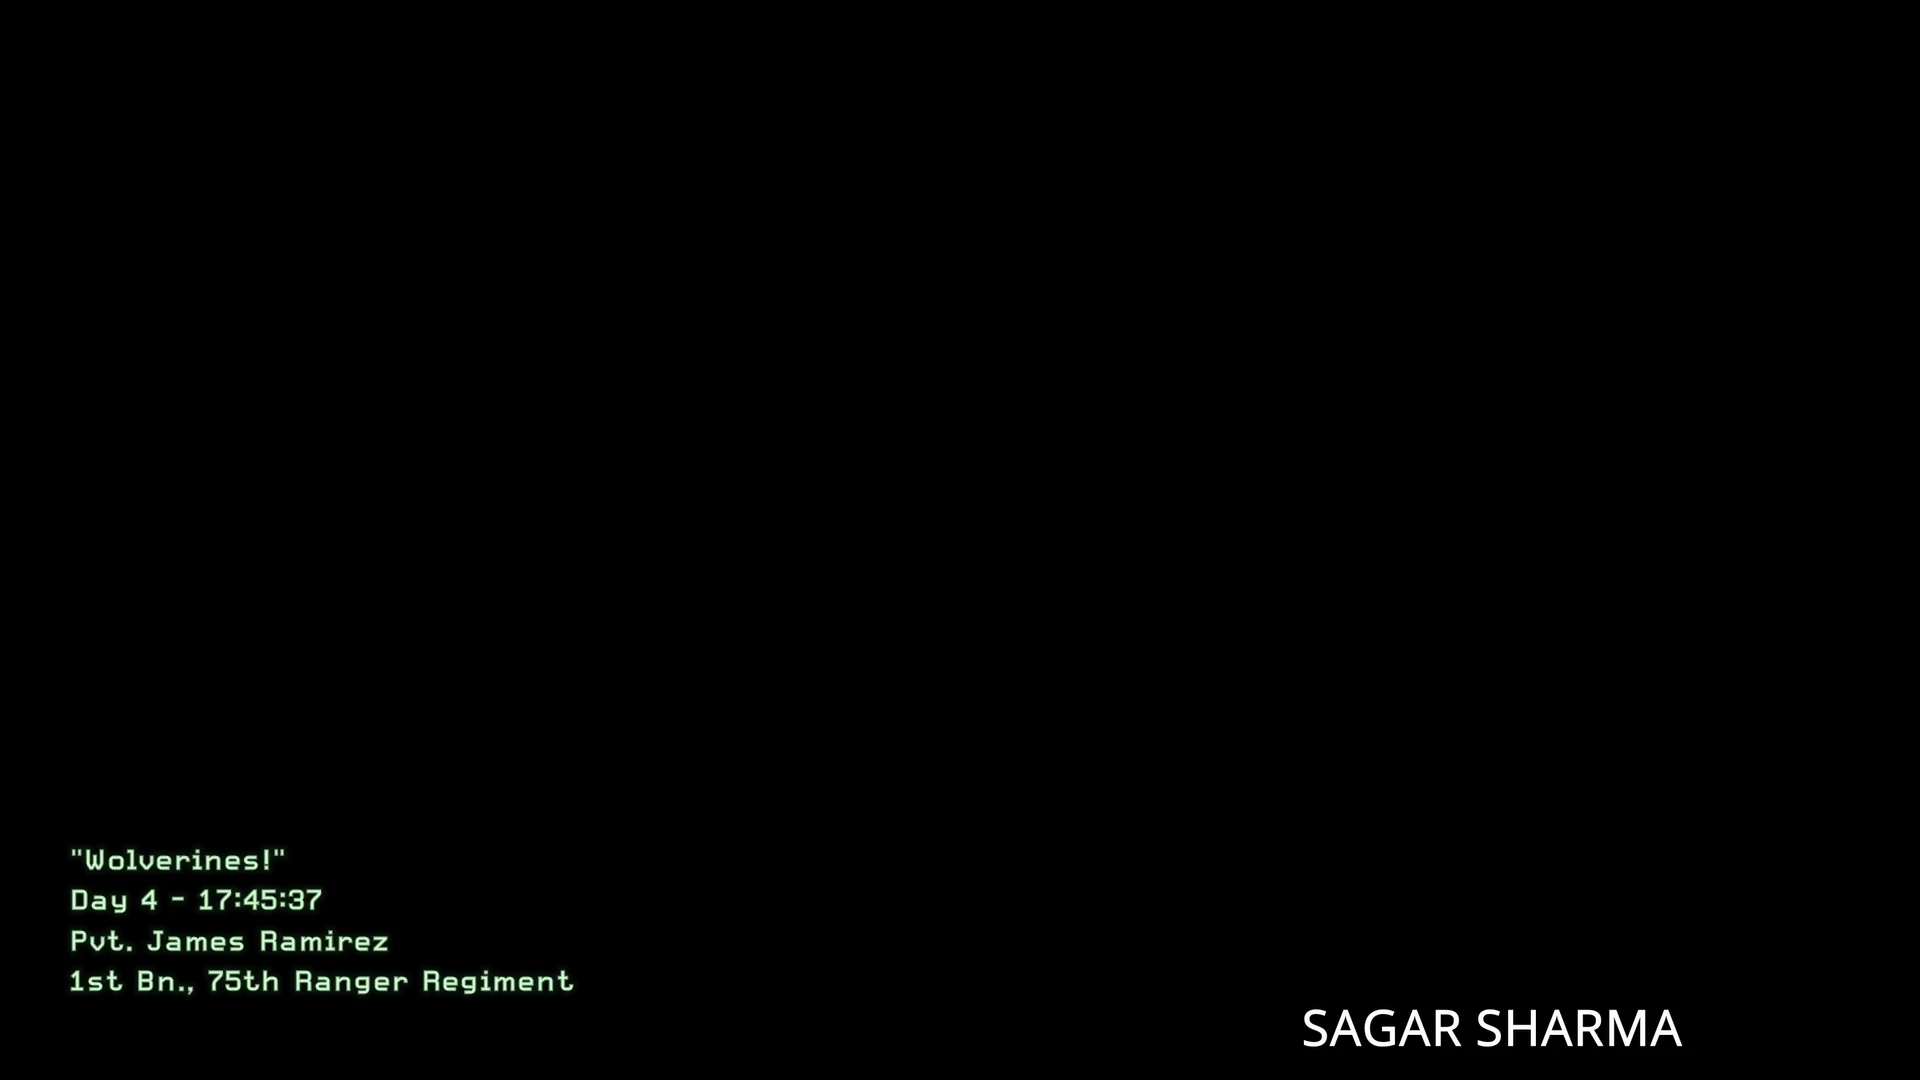 "Wolverines!"
Day 4 - 17:45:37
Pvt. James Ramirez
1st Bn., 75th Ranger Regiment
SAGAR SHARMA